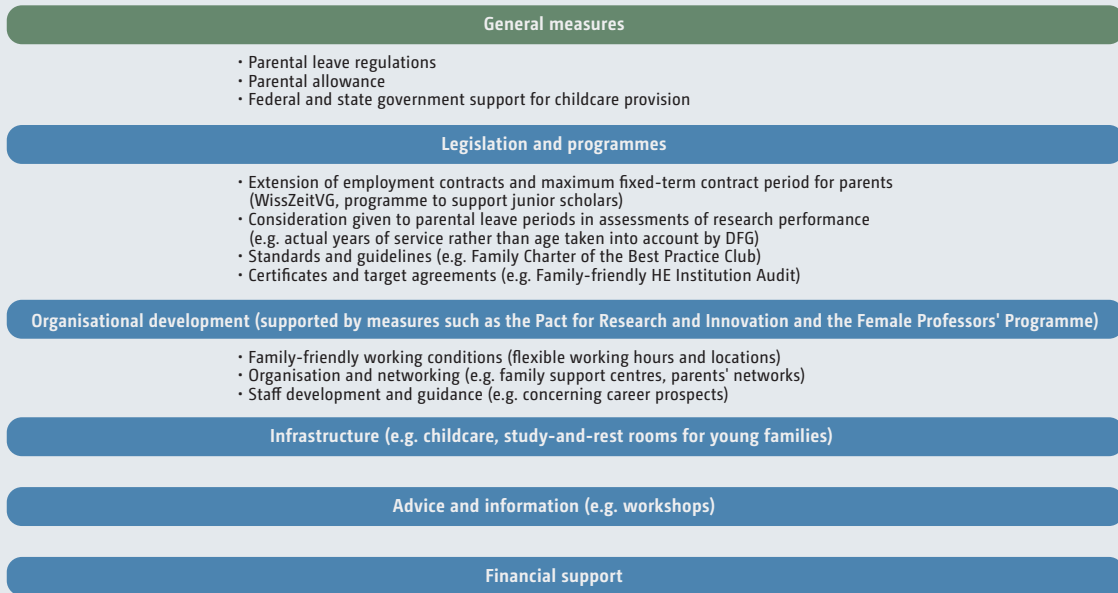 General measures
· Parental leave regulations
· Parental allowance
· Federal and state government support for childcare provision
Legislation and programmes
· Extension of employment contracts and maximum fixed-term contract period for parents
(WissZeitVG, programme to support junior scholars)
· Consideration given to parental leave periods in assessments of research performance
(e.g. actual years of service rather than age taken into account by DFG)
· Standards and guidelines (e.g. Family Charter of the Best Practice Club)
· Certificates and target agreements (e.g. Family-friendly HE Institution Audit)
Organisational development (supported by measures such as the Pact for Research and Innovation and the Female Professors' Programme)
· Family-friendly working conditions (flexible working hours and locations)
· Organisation and networking (e.g. family support centres, parents' networks)
· Staff development and guidance (e.g. concerning career prospects)
Infrastructure (e.g. childcare, study-and-rest rooms for young families)
Advice and information (e.g. workshops)
Financial support